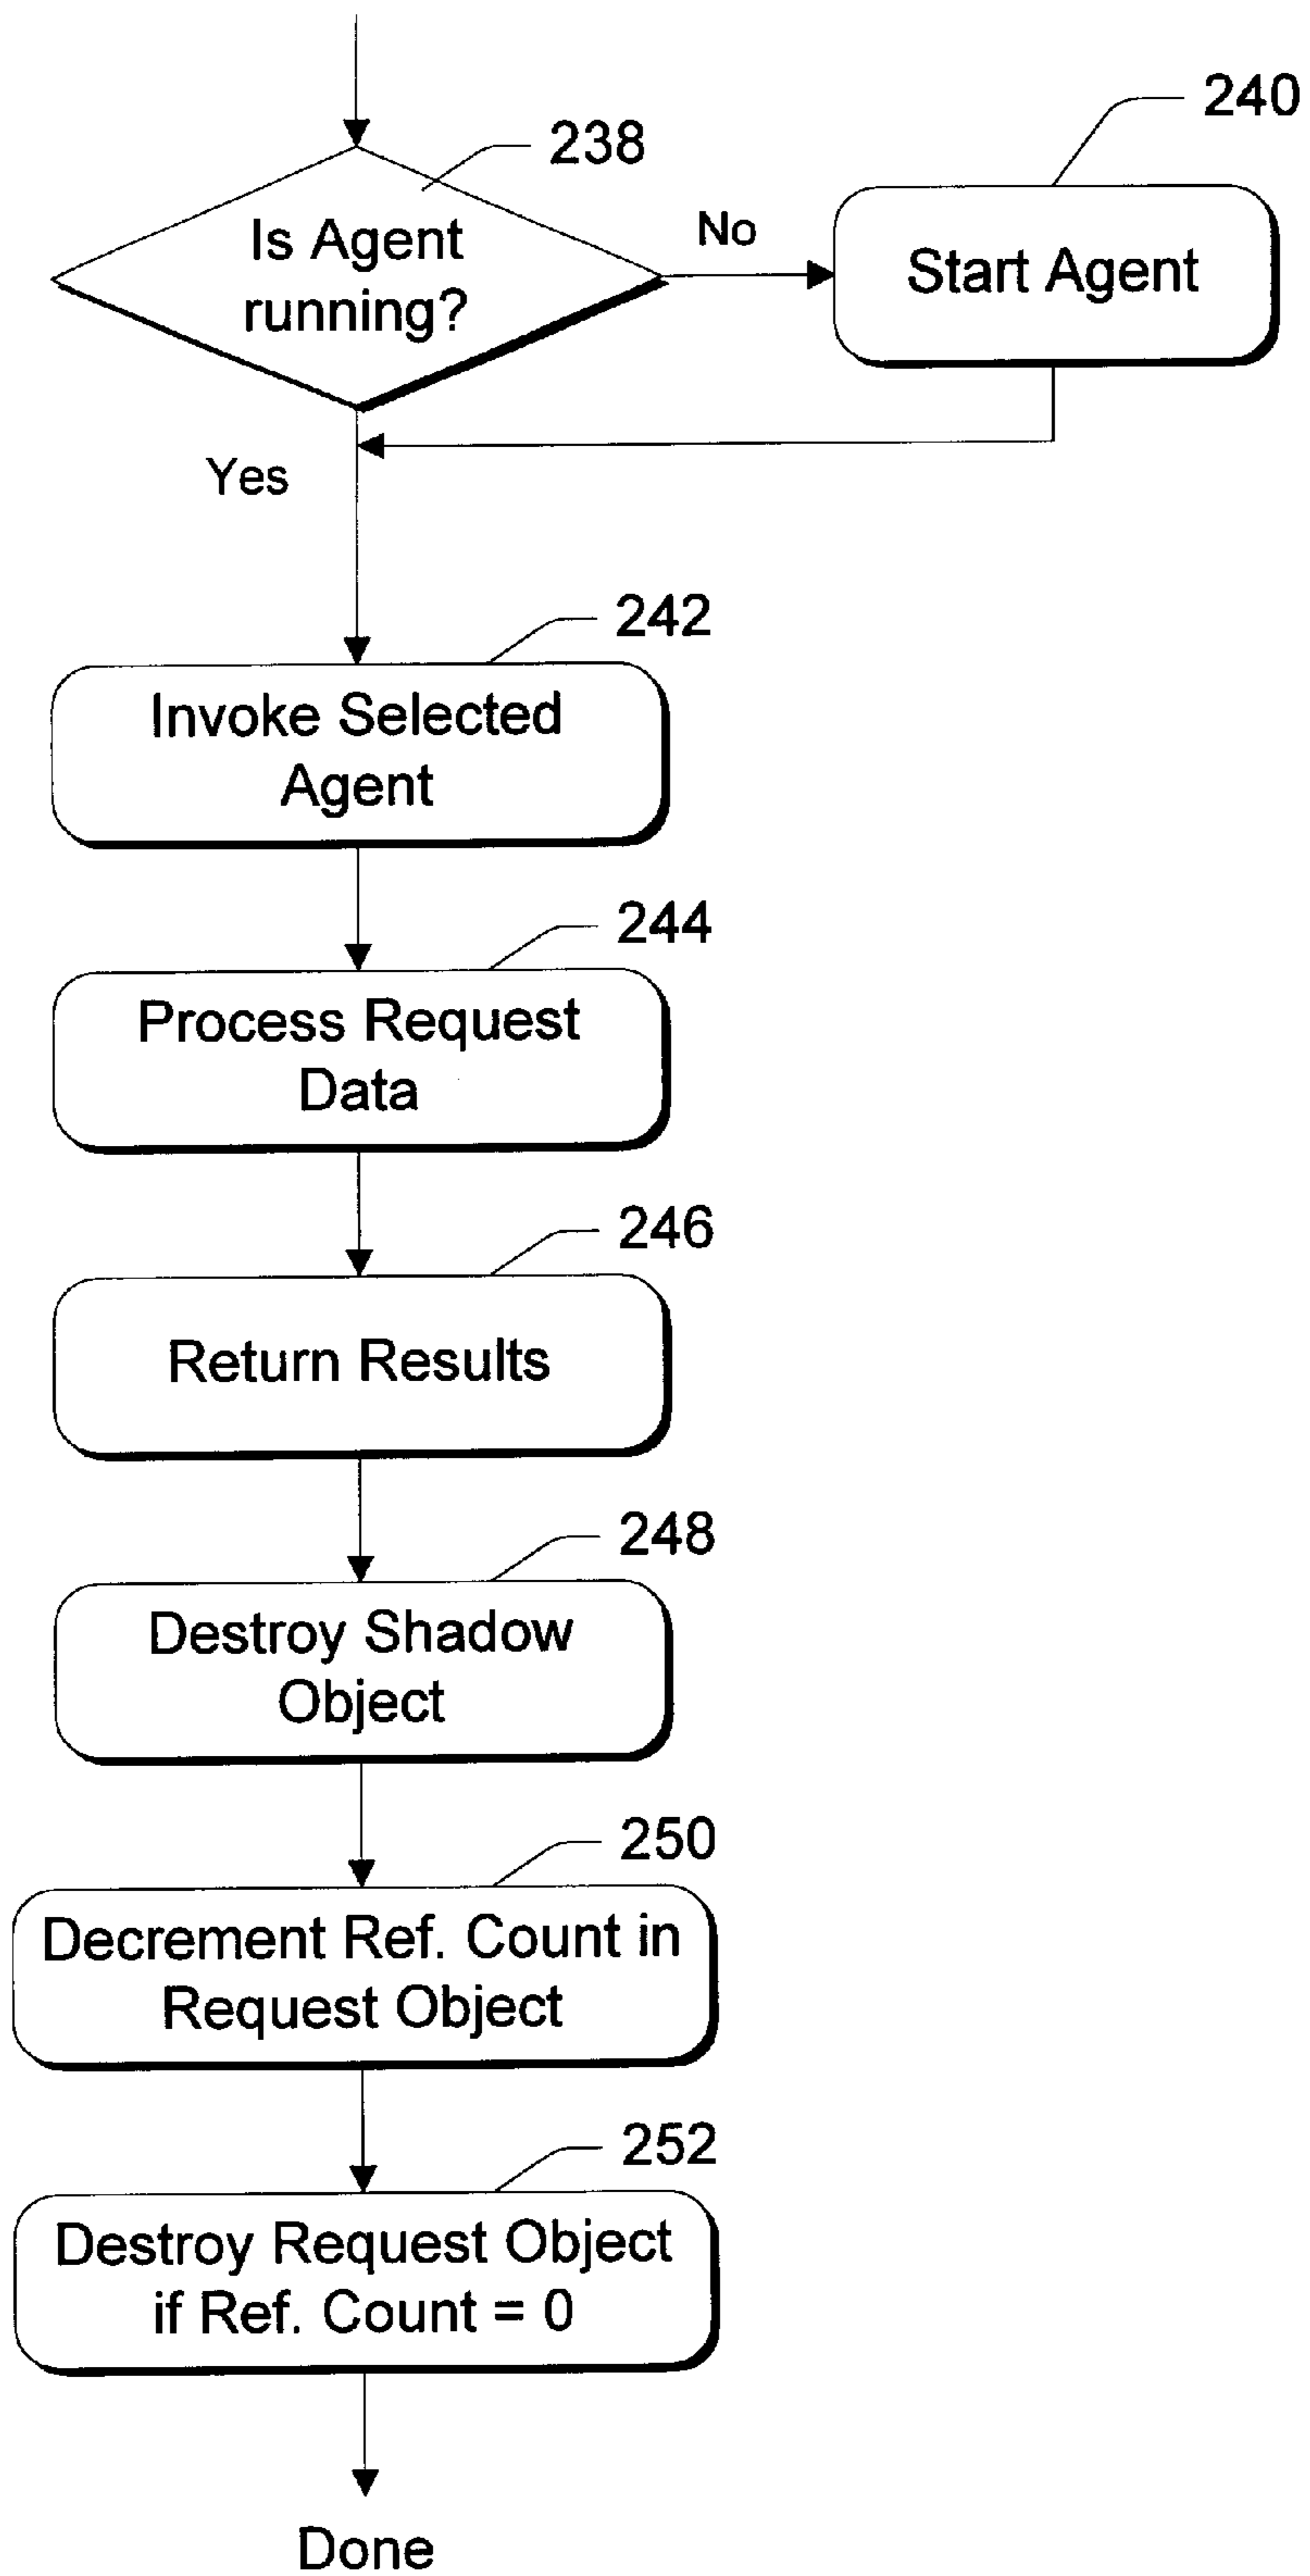 240
238
Is Agent
running?
No
Start Agent
Yes
242
Invoke Selected
Agent
244
Process Request
Data
246
Return Results
248
Destroy Shadow
Object
250
Decrement Ref. Count in
Request Object
252
Destroy Request Object
if Ref. Count = 0
Done